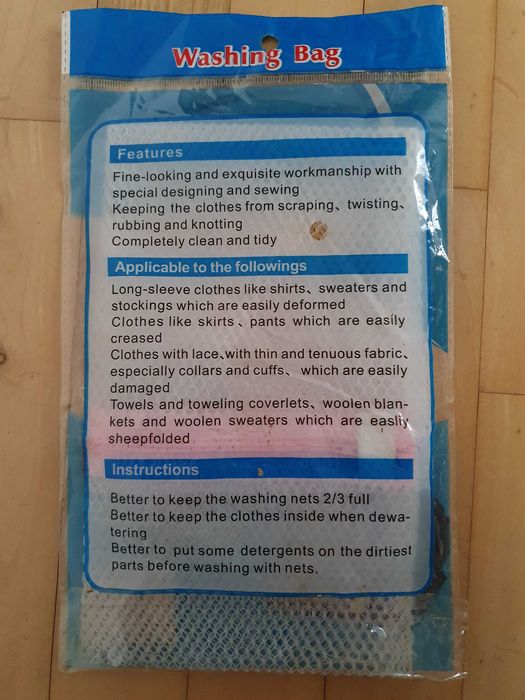 Washing Bag
Features
Fine-looking and exquisite workmanship with
special designing and sewing
Keeping the clothes from scraping、twisting、
rubbing and knotting
Completely clean and tidy
Applicable to the followings
Long-sleeve clothes like shirts、sweaters and
stockings which are easily deformed
Clothes like skirts、pants which are easily
creased
Clothes with lace、with thin and tenuous fabric、
especially collars and cuffs、which are easily
damaged
Towels and toweling coverlets、woolen blan-
kets and woolen sweaters which are easliy
sheepfolded
Instructions
Better to keep the washing nets 2/3 full
Better to keep the clothes inside when dewa-
tering
Better to put some detergents on the dirtiest
parts before washing with nets.